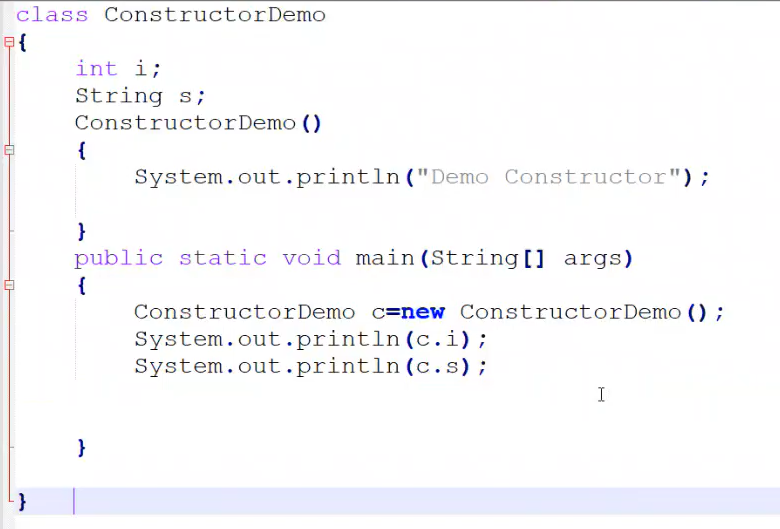 class ConstructorDemo
{
int i;
String s;
ConstructorDemo()
{
System.out.println("Demo Constructor");
}
public static void main(String[] args)
{
ConstructorDemo c=new ConstructorDemo();
System.out.println(c.i);
System.out.println(c.s);
}
}